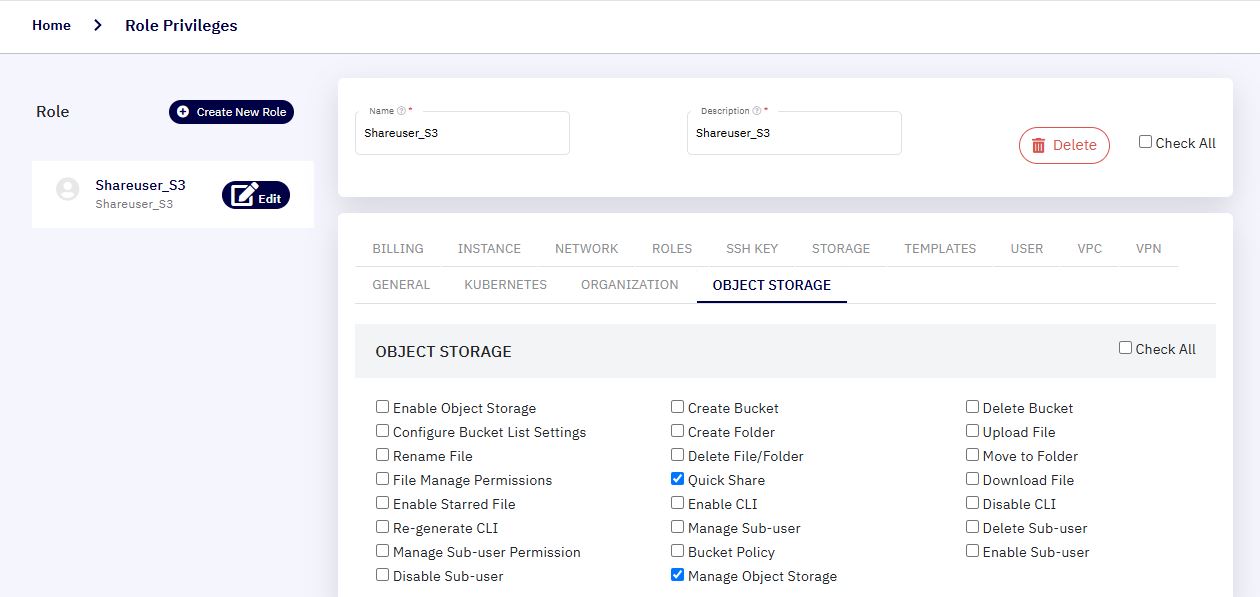 Home > Role Privileges
Role
Create New Role
Shareuser_S3
Shareuser_S3
Edit
Name ? *
Shareuser_S3
Description ? *
Shareuser_S3
Delete
Check All
BILLING INSTANCE NETWORK ROLES SSH KEY STORAGE TEMPLATES USER VPC VPN
GENERAL KUBERNETES ORGANIZATION OBJECT STORAGE
OBJECT STORAGE
Check All
Enable Object Storage Create Bucket Delete Bucket
Configure Bucket List Settings Create Folder Upload File
Rename File Delete File/Folder Move to Folder
File Manage Permissions Quick Share Download File
Enable Starred File Enable CLI Disable CLI
Re-generate CLI Manage Sub-user Delete Sub-user
Manage Sub-user Permission Bucket Policy Enable Sub-user
Disable Sub-user Manage Object Storage